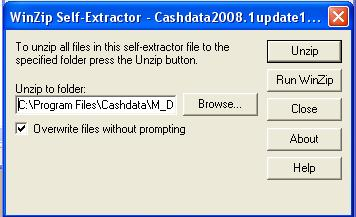 WinZip Self-Extractor - Cashdata2008.1update1...
To unzip all files in this self-extractor file to the
specified folder press the Unzip button.
Unzip to folder:
C:\Program Files\Cashdata\M_D
Browse...
Overwrite files without prompting
Unzip
Run WinZip
Close
About
Help